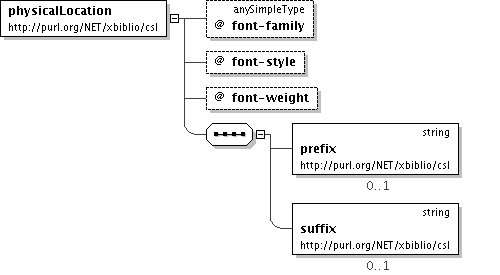 physicalLocation
http://purl.org/NET/xbiblio/csl
anySimpleType
@ font-family
@ font-style
@ font-weight
string
prefix
http://purl.org/NET/xbiblio/csl
0..1
string
suffix
http://purl.org/NET/xbiblio/csl
0..1